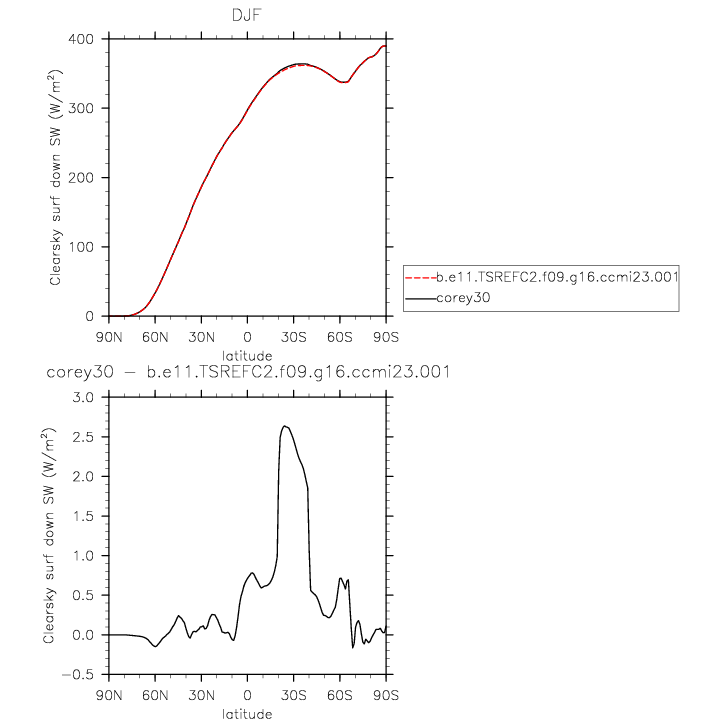 DJF
Clearsky surf down SW (W/m²)
400
300
200
100
0
90N 60N 30N 0 30S 60S 90S
latitude
b.e11.TSREFC2.f09.g16.ccmi23.001
corey30
corey30 − b.e11.TSREFC2.f09.g16.ccmi23.001
Clearsky surf down SW (W/m²)
3.0
2.5
2.0
1.5
1.0
0.5
0.0
−0.5
90N 60N 30N 0 30S 60S 90S
latitude